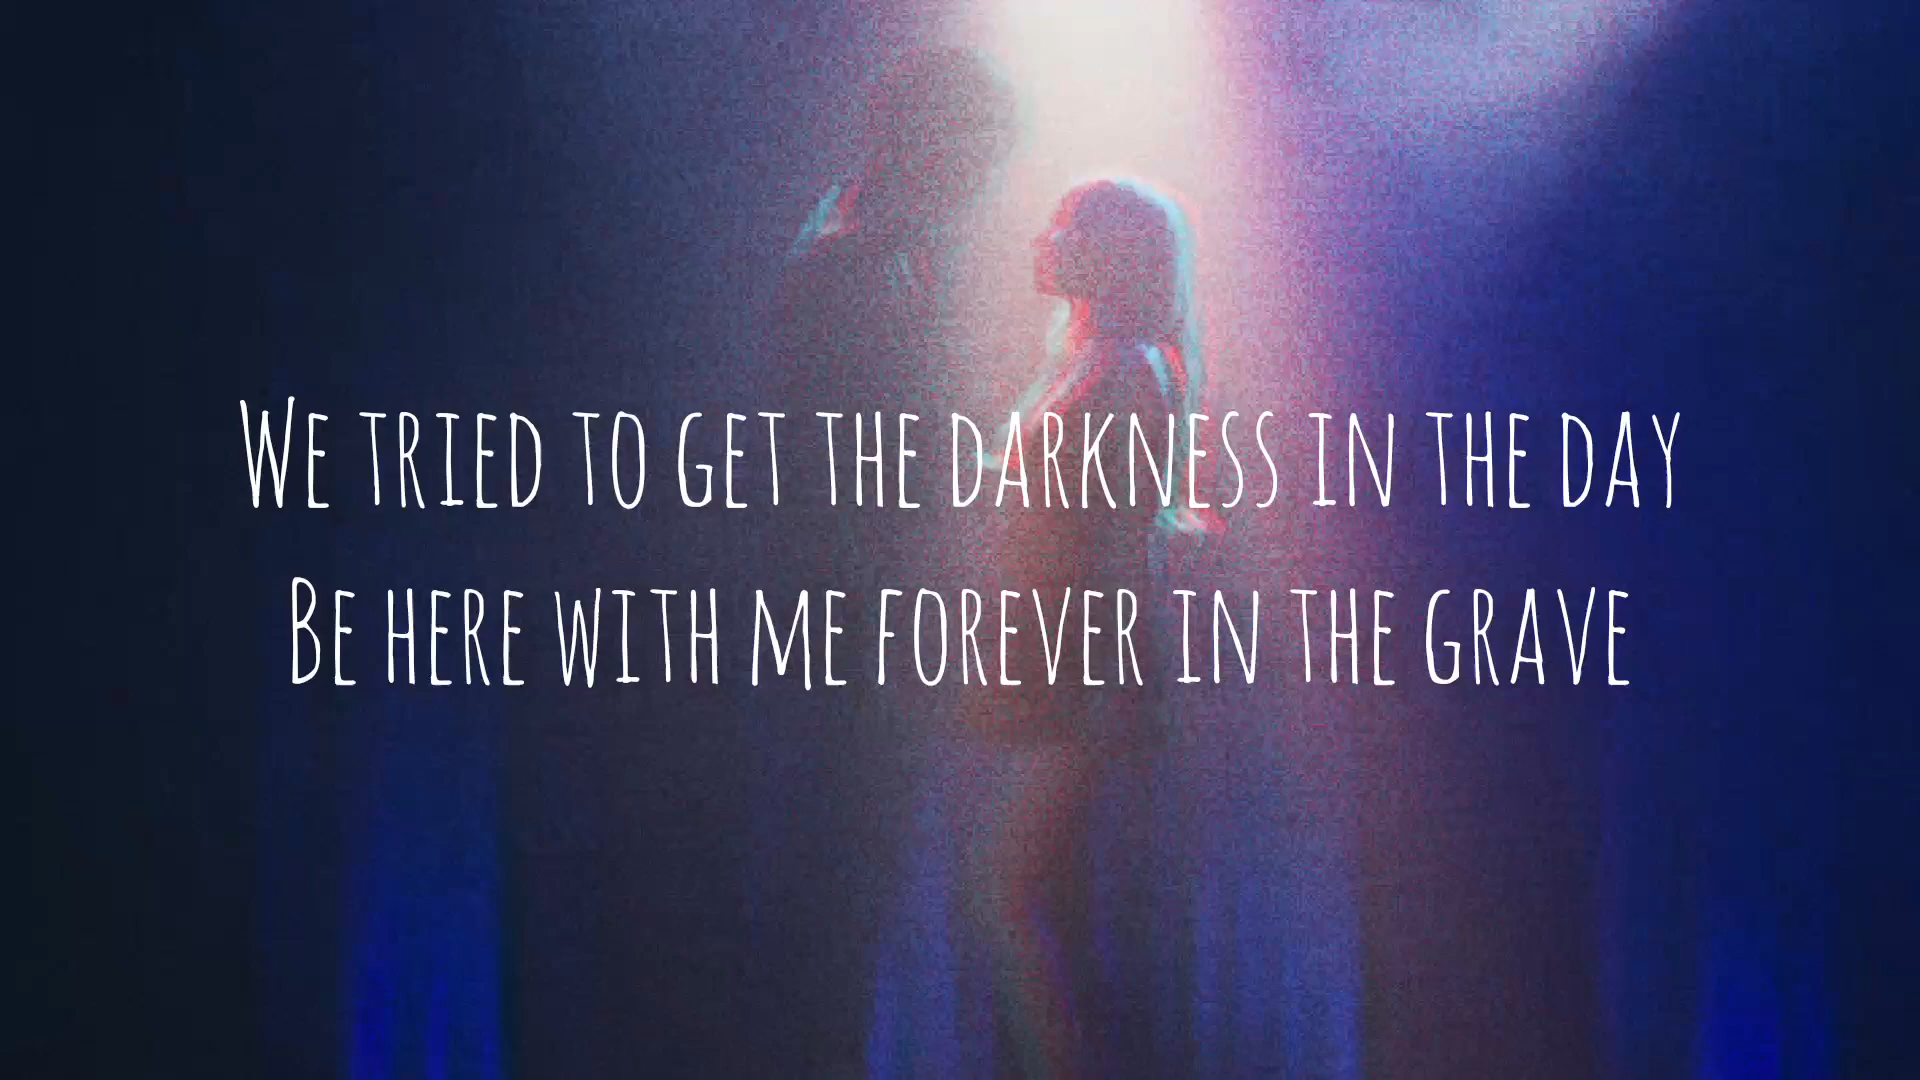 We tried to get the darkness in the day
Be here with me forever in the grave